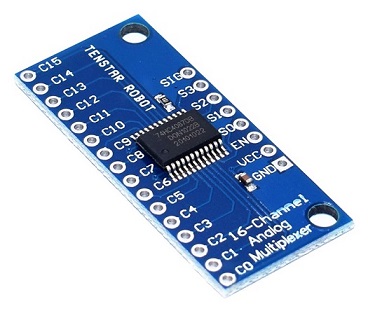 TENSTAR ROBOT
C15
C14
C13
C12
C11
C10
C9
C8
C7
C6
C5
C4
C3
C2
C1
C0
SIG
S3
S2
S1
S0
EN
VCC
GND
16-Channel
Analog
Multiplexer